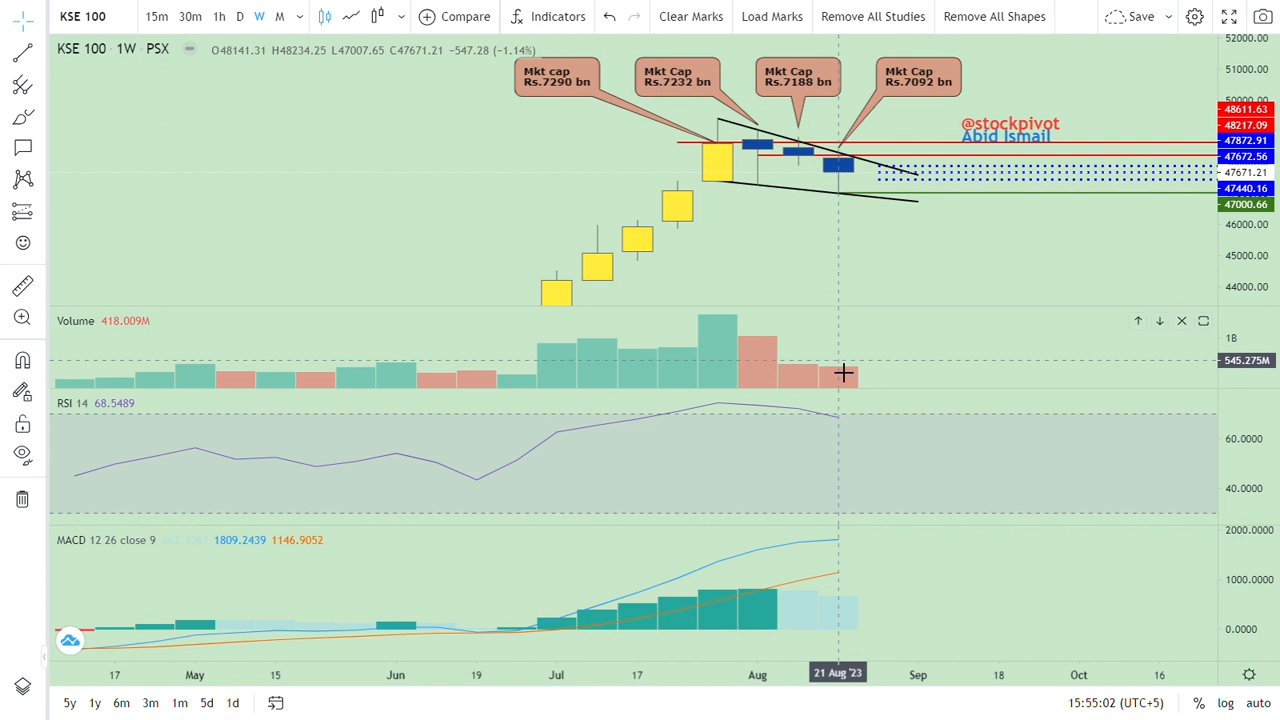 KSE 100
15m 30m 1h D W M
Compare
Indicators
Clear Marks
Load Marks
Remove All Studies
Remove All Shapes
Save
KSE 100 · 1W · PSX
O48141.31 H48234.25 L47007.65 C47671.21 −547.28 (−1.14%)
Mkt cap
Rs.7290 bn
Mkt Cap
Rs.7232 bn
Mkt Cap
Rs.7188 bn
Mkt Cap
Rs.7092 bn
@stockpivot
Abid Ismail
52000.00
51000.00
50000.00
48611.63
48217.09
47872.91
47672.56
47671.21
47440.16
47000.66
46000.00
45000.00
44000.00
Volume 418.009M
1B
545.275M
RSI 14 68.5489
60.0000
40.0000
MACD 12 26 close 9 662.3387 1809.2439 1146.9052
2000.0000
1000.0000
0.0000
17 May 15 Jun 19 Jul 17 Aug 21 Aug '23 Sep 18 Oct 16
5y 1y 6m 3m 1m 5d 1d
15:55:02 (UTC+5)
% log auto